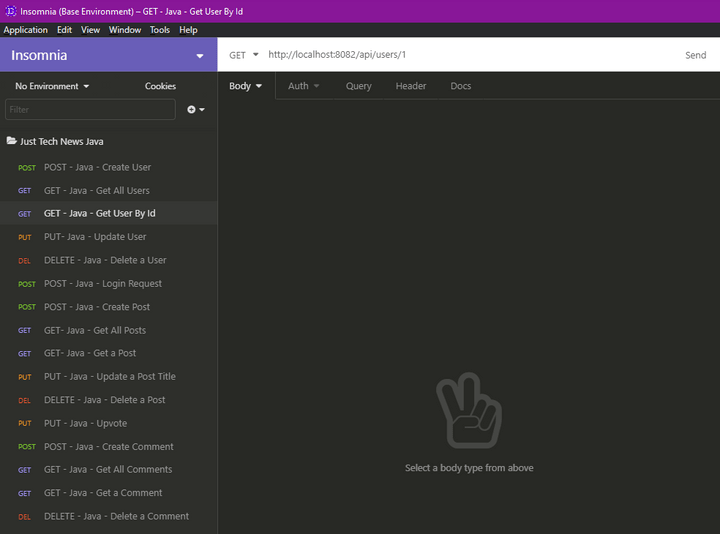 Insomnia (Base Environment) – GET - Java - Get User By Id
Application Edit View Window Tools Help
Insomnia
GET http://localhost:8082/api/users/1 Send
No Environment Cookies
Body Auth Query Header Docs
Filter
Just Tech News Java
POST POST - Java - Create User
GET GET - Java - Get All Users
GET GET - Java - Get User By Id
PUT PUT- Java - Update User
DEL DELETE - Java - Delete a User
POST POST - Java - Login Request
POST POST - Java - Create Post
GET GET- Java - Get All Posts
GET GET- Java - Get a Post
PUT PUT - Java - Update a Post Title
DEL DELETE - Java - Delete a Post
PUT PUT - Java - Upvote
POST POST - Java - Create Comment
GET GET - Java - Get All Comments
GET GET - Java - Get a Comment
DEL DELETE - Java - Delete a Comment
Select a body type from above